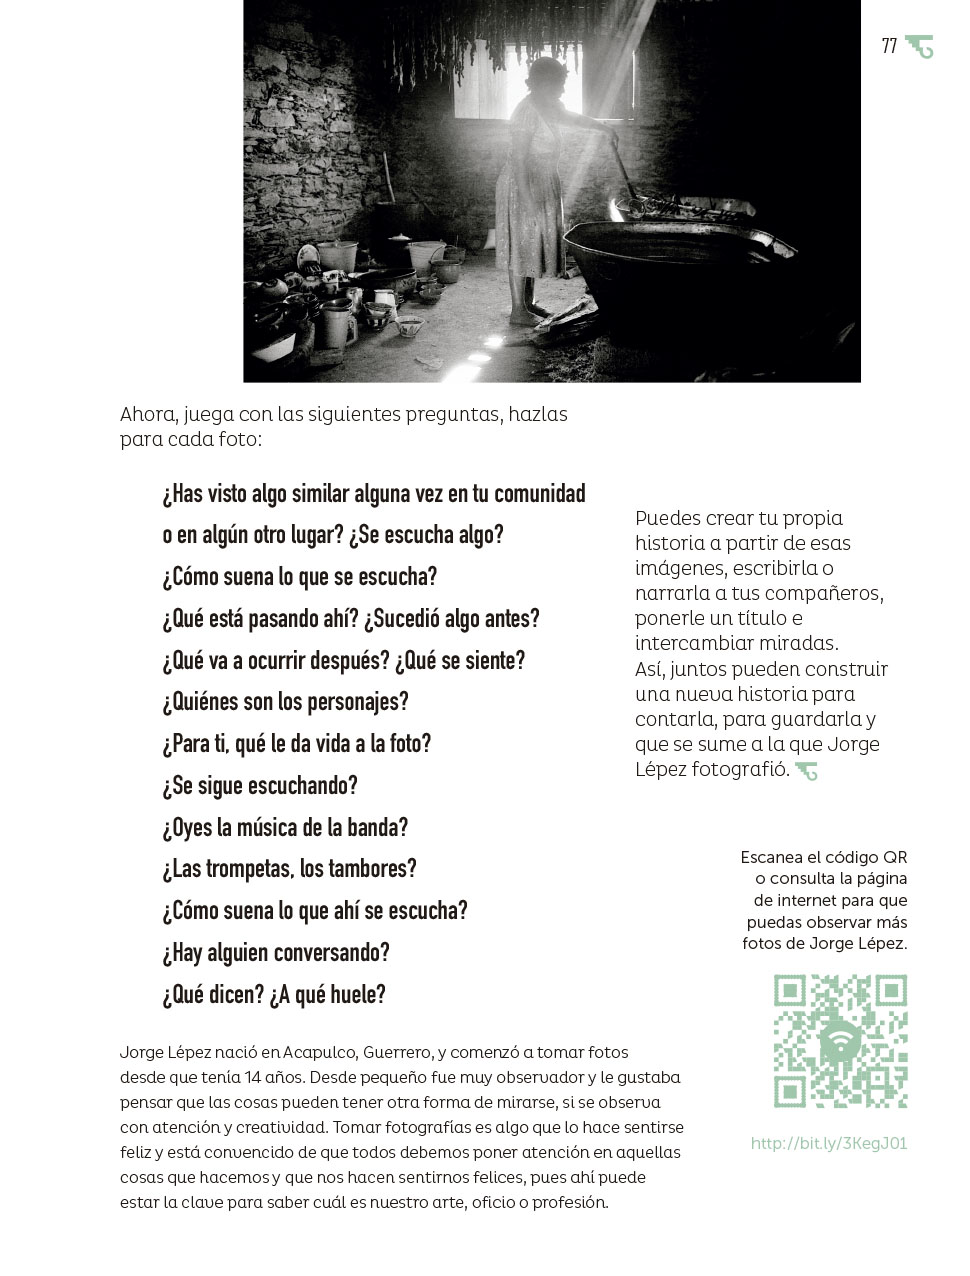 77
Ahora, juega con las siguientes preguntas, hazlas
para cada foto:
¿Has visto algo similar alguna vez en tu comunidad
o en algún otro lugar? ¿Se escucha algo?
¿Cómo suena lo que se escucha?
¿Qué está pasando ahí? ¿Sucedió algo antes?
¿Qué va a ocurrir después? ¿Qué se siente?
¿Quiénes son los personajes?
¿Para ti, qué le da vida a la foto?
¿Se sigue escuchando?
¿Oyes la música de la banda?
¿Las trompetas, los tambores?
¿Cómo suena lo que ahí se escucha?
¿Hay alguien conversando?
¿Qué dicen? ¿A qué huele?
Puedes crear tu propia
historia a partir de esas
imágenes, escribirla o
narrarla a tus compañeros,
ponerle un título e
intercambiar miradas.
Así, juntos pueden construir
una nueva historia para
contarla, para guardarla y
que se sume a la que Jorge
Lépez fotografió.
Escanea el código QR
o consulta la página
de internet para que
puedas observar más
fotos de Jorge Lépez.
http://bit.ly/3KegJ01
Jorge Lépez nació en Acapulco, Guerrero, y comenzó a tomar fotos
desde que tenía 14 años. Desde pequeño fue muy observador y le gustaba
pensar que las cosas pueden tener otra forma de mirarse, si se observa
con atención y creatividad. Tomar fotografías es algo que lo hace sentirse
feliz y está convencido de que todos debemos poner atención en aquellas
cosas que hacemos y que nos hacen sentirnos felices, pues ahí puede
estar la clave para saber cuál es nuestro arte, oficio o profesión.